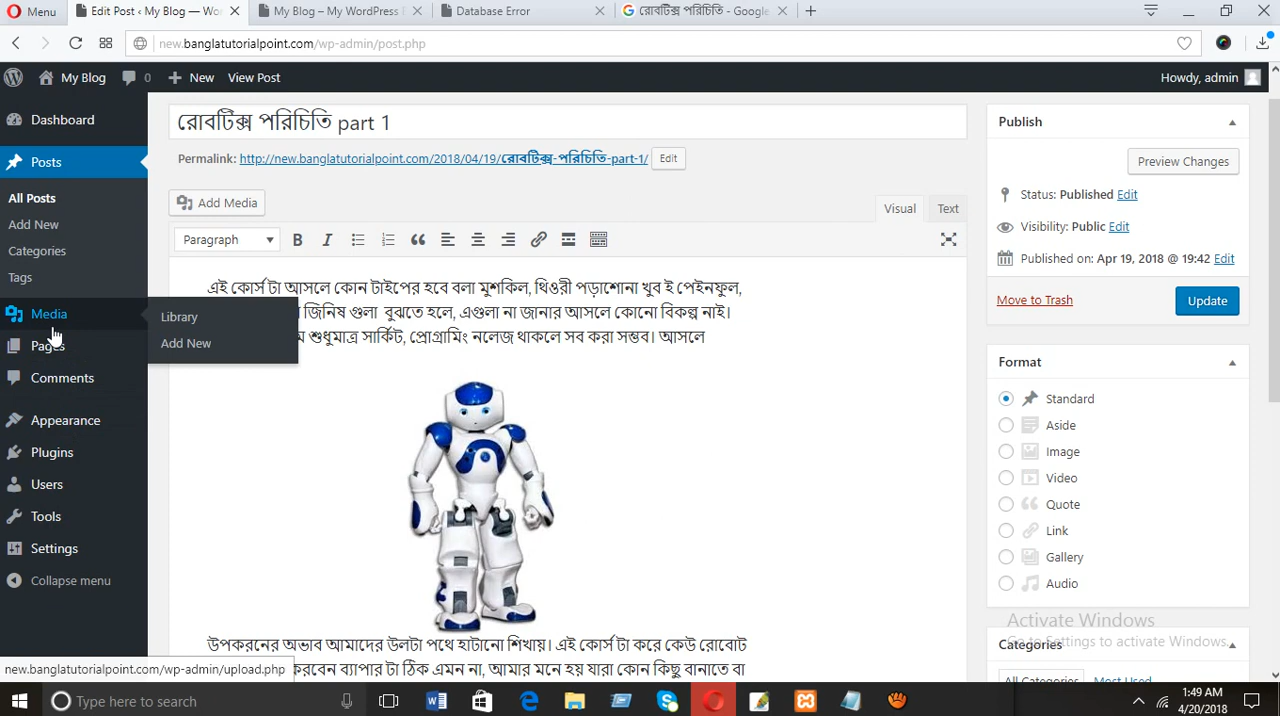 Menu
Edit Post ‹ My Blog — Wo
My Blog – My WordPress
Database Error
রোবটিক্স পরিচিতি - Google
new.banglatutorialpoint.com/wp-admin/post.php
My Blog 0 New View Post
Howdy, admin
Dashboard
Posts
All Posts
Add New
Categories
Tags
Media
Library
Add New
Pages
Comments
Appearance
Plugins
Users
Tools
Settings
Collapse menu
রোবটিক্স পরিচিতি part 1
Permalink: http://new.banglatutorialpoint.com/2018/04/19/রোবটিক্স-পরিচিতি-part-1/ Edit
Add Media
Visual Text
Paragraph
এই কোর্স টা আসলে কোন টাইপের হবে বলা মুশকিল, থিওরী পড়াশোনা খুব ই পেইনফুল,
জিনিষ গুলা বুঝতে হলে, এগুলা না জানার আসলে কোনো বিকল্প নাই।
শুধুমাত্র সার্কিট, প্রোগ্রামিং নলেজ থাকলে সব করা সম্ভব। আসলে
উপকরনের অভাব আমাদের উলটা পথে হাটানো শিখায়। এই কোর্স টা করে কেউ রোবোট
ব্যাপার টা ঠিক এমন না, আমার মনে হয় যারা কোন কিছু বানাতে বা
Publish
Preview Changes
Status: Published Edit
Visibility: Public Edit
Published on: Apr 19, 2018 @ 19:42 Edit
Move to Trash
Update
Format
Standard
Aside
Image
Video
Quote
Link
Gallery
Audio
Activate Windows
Go to Settings to activate Windows.
Categories
All Categories Most Used
new.banglatutorialpoint.com/wp-admin/upload.php
Type here to search
1:49 AM
4/20/2018